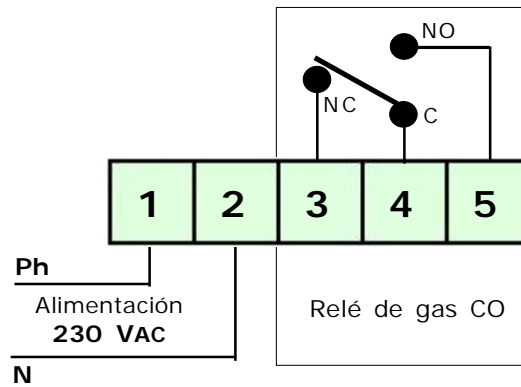 NO
NC
C
1 2 3 4 5
Ph
Alimentación
230 VAC
N
Relé de gas CO